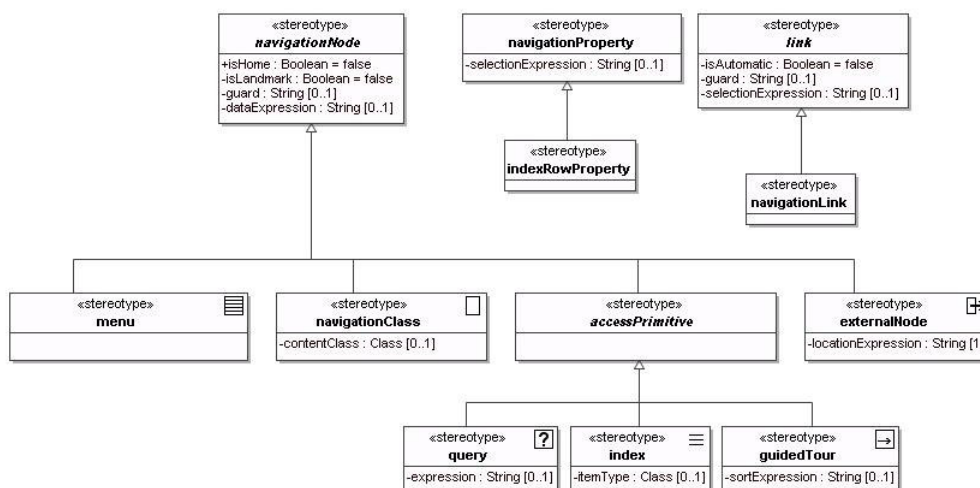 «stereotype»
navigationNode
+isHome : Boolean = false
-isLandmark : Boolean = false
-guard : String [0..1]
-dataExpression : String [0..1]
«stereotype»
navigationProperty
-selectionExpression : String [0..1]
«stereotype»
link
-isAutomatic : Boolean = false
-guard : String [0..1]
-selectionExpression : String [0..1]
«stereotype»
indexRowProperty
«stereotype»
navigationLink
«stereotype»
menu
«stereotype»
navigationClass
-contentClass : Class [0..1]
«stereotype»
accessPrimitive
«stereotype»
externalNode
-locationExpression : String [1
«stereotype»
query
?
-expression : String [0..1]
«stereotype»
index
-itemType : Class [0..1]
«stereotype»
guidedTour
-sortExpression : String [0..1]